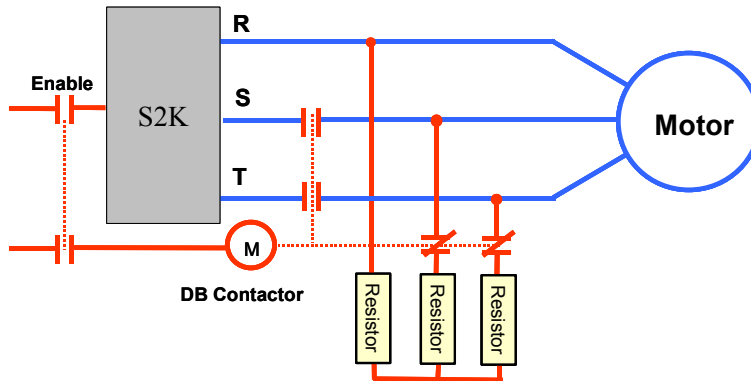 R
Enable
S
S2K
Motor
T
M
DB Contactor
Resistor
Resistor
Resistor